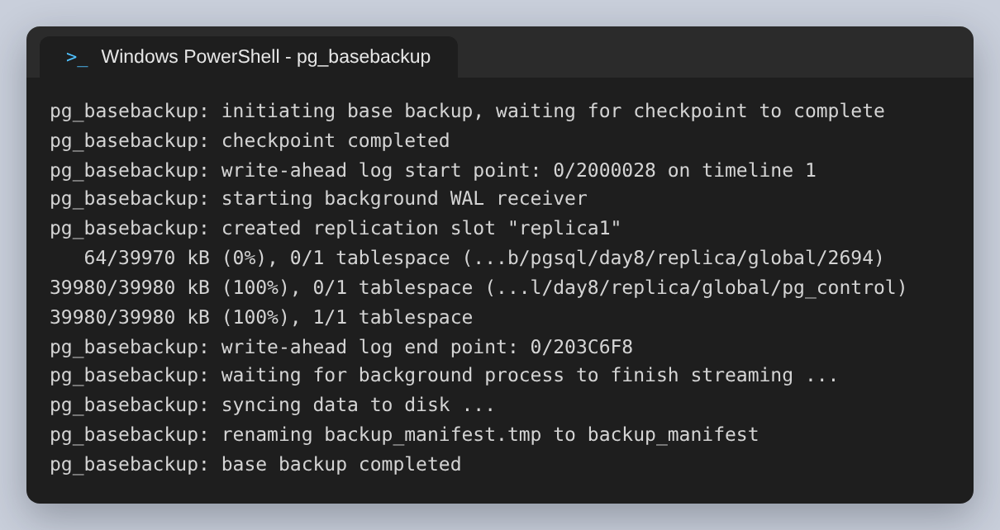 >_ Windows PowerShell - pg_basebackup
pg_basebackup: initiating base backup, waiting for checkpoint to complete
pg_basebackup: checkpoint completed
pg_basebackup: write-ahead log start point: 0/2000028 on timeline 1
pg_basebackup: starting background WAL receiver
pg_basebackup: created replication slot "replica1"
   64/39970 kB (0%), 0/1 tablespace (...b/pgsql/day8/replica/global/2694)
39980/39980 kB (100%), 0/1 tablespace (...l/day8/replica/global/pg_control)
39980/39980 kB (100%), 1/1 tablespace
pg_basebackup: write-ahead log end point: 0/203C6F8
pg_basebackup: waiting for background process to finish streaming ...
pg_basebackup: syncing data to disk ...
pg_basebackup: renaming backup_manifest.tmp to backup_manifest
pg_basebackup: base backup completed